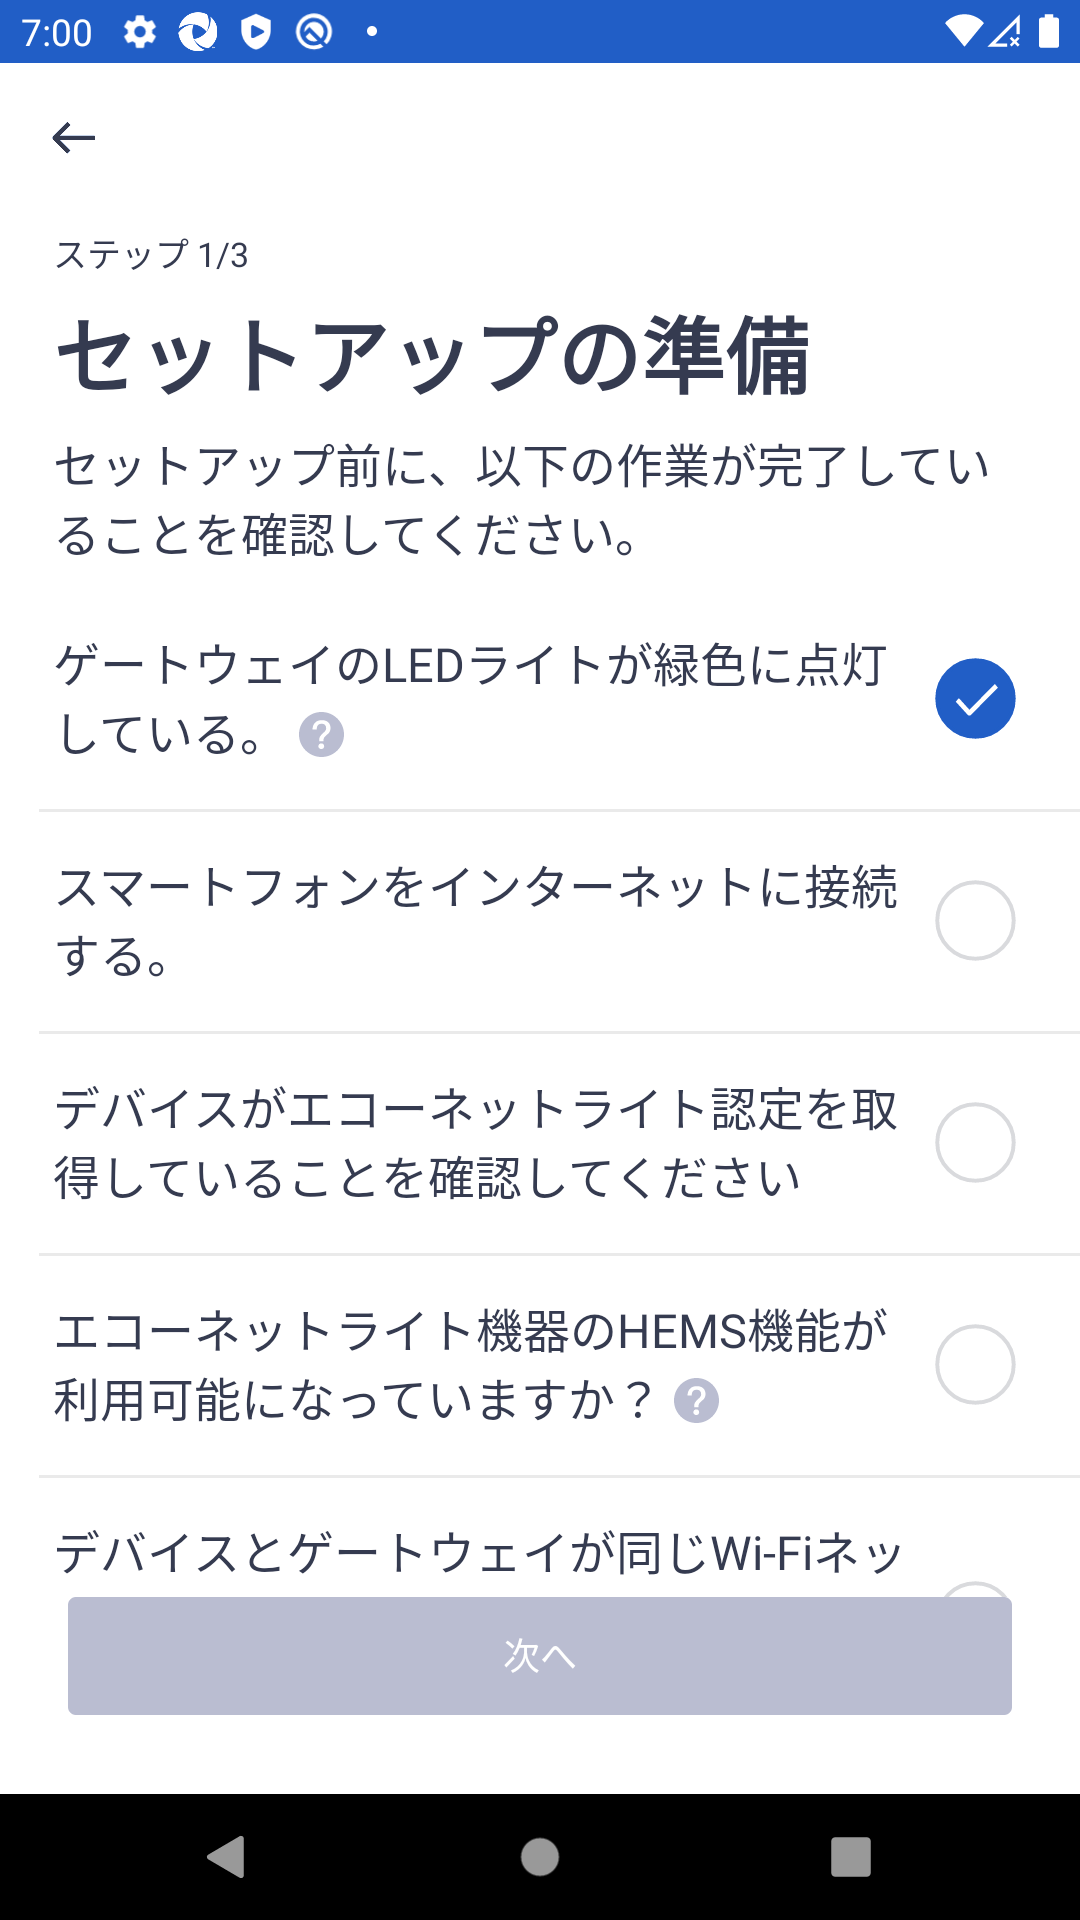 7:00
ステップ 1/3
セットアップの準備
セットアップ前に、以下の作業が完了してい
ることを確認してください。
ゲートウェイのLEDライトが緑色に点灯
している。 ?
スマートフォンをインターネットに接続
する。
デバイスがエコーネットライト認定を取
得していることを確認してください
エコーネットライト機器のHEMS機能が
利用可能になっていますか？ ?
デバイスとゲートウェイが同じWi-Fiネッ
次へ